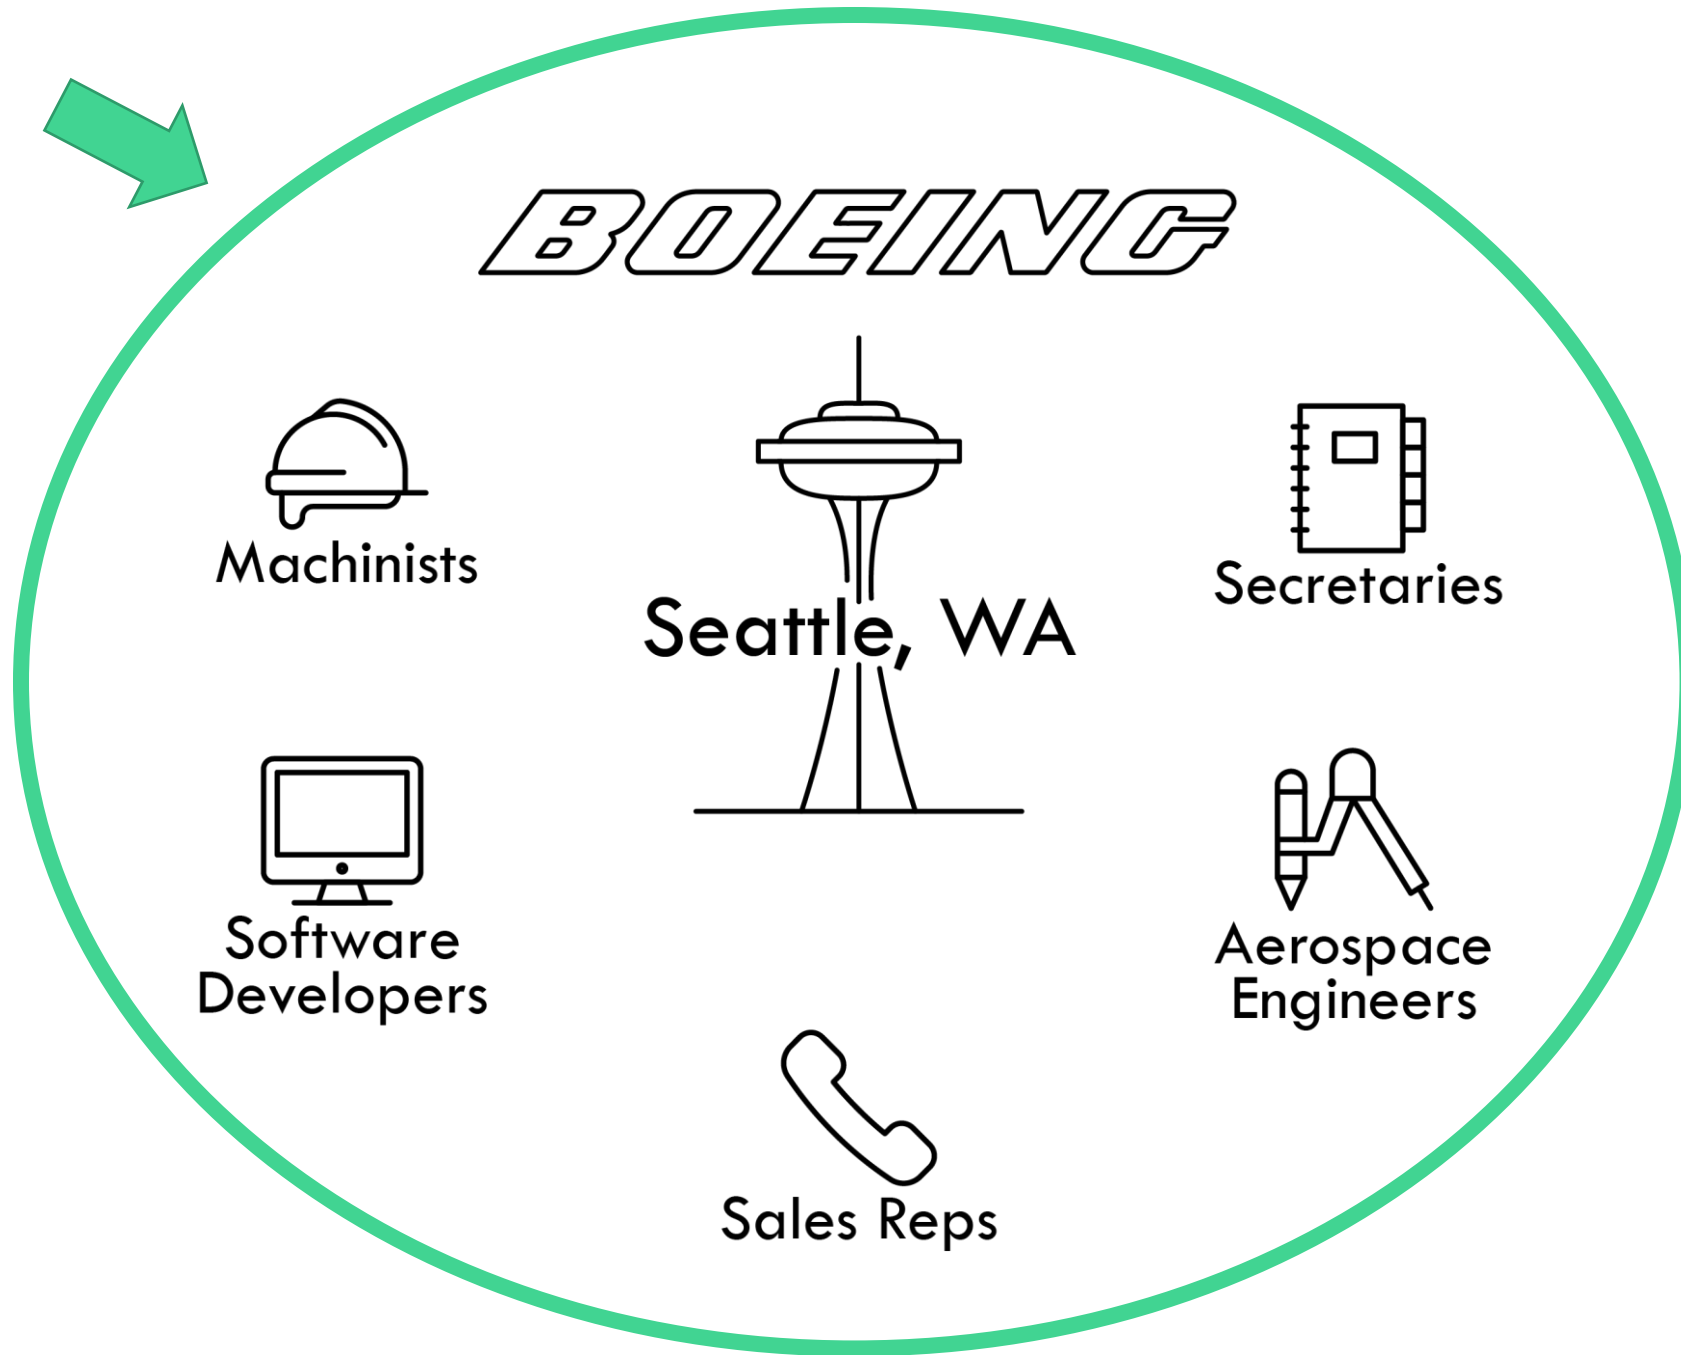 BOEING
Machinists
Secretaries
Seattle, WA
Software
Developers
Aerospace
Engineers
Sales Reps